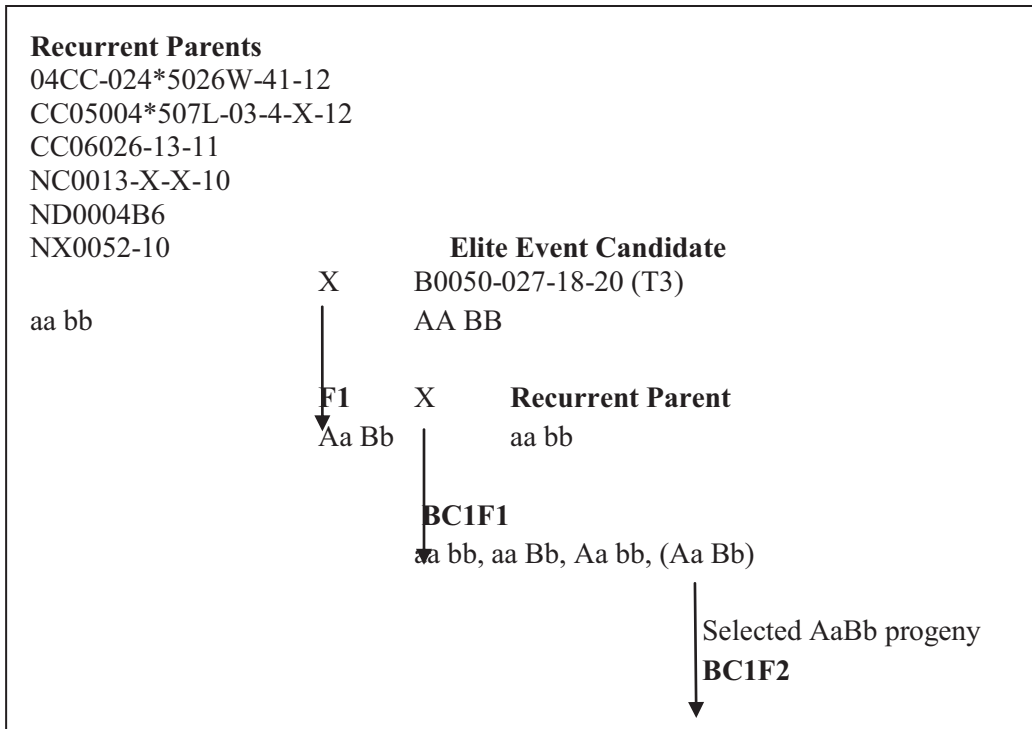 Recurrent Parents
04CC-024*5026W-41-12
CC05004*507L-03-4-X-12
CC06026-13-11
NC0013-X-X-10
ND0004B6
NX0052-10 Elite Event Candidate
X B0050-027-18-20 (T3)
aa bb AA BB
F1 X Recurrent Parent
Aa Bb aa bb
BC1F1
aa bb, aa Bb, Aa bb, (Aa Bb)
Selected AaBb progeny
BC1F2